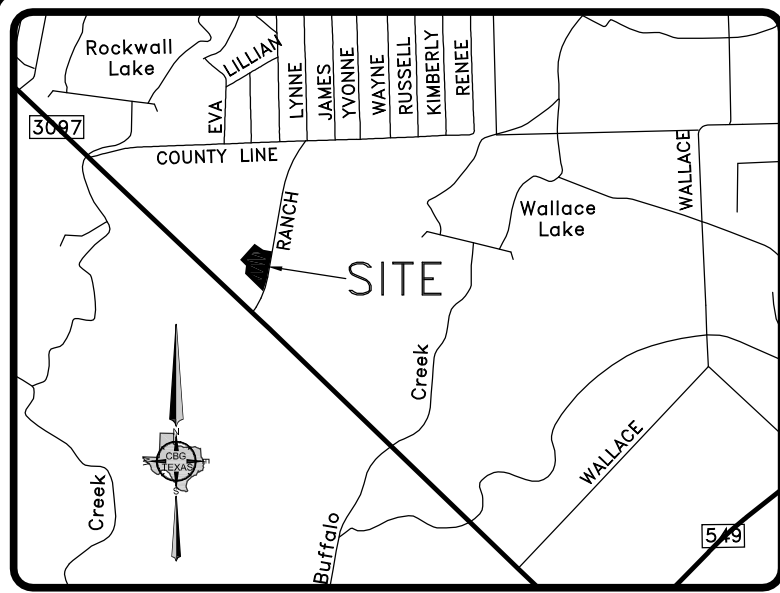 Rockwall
Lake
LILLIAN
3097
EVA
LYNNE
JAMES
YVONNE
WAYNE
RUSSELL
KIMBERLY
RENEE
COUNTY LINE
RANCH
WALLACE
Wallace
Lake
SITE
Creek
N
CBG
TEXAS
S
WALLACE
Creek
Buffalo
549